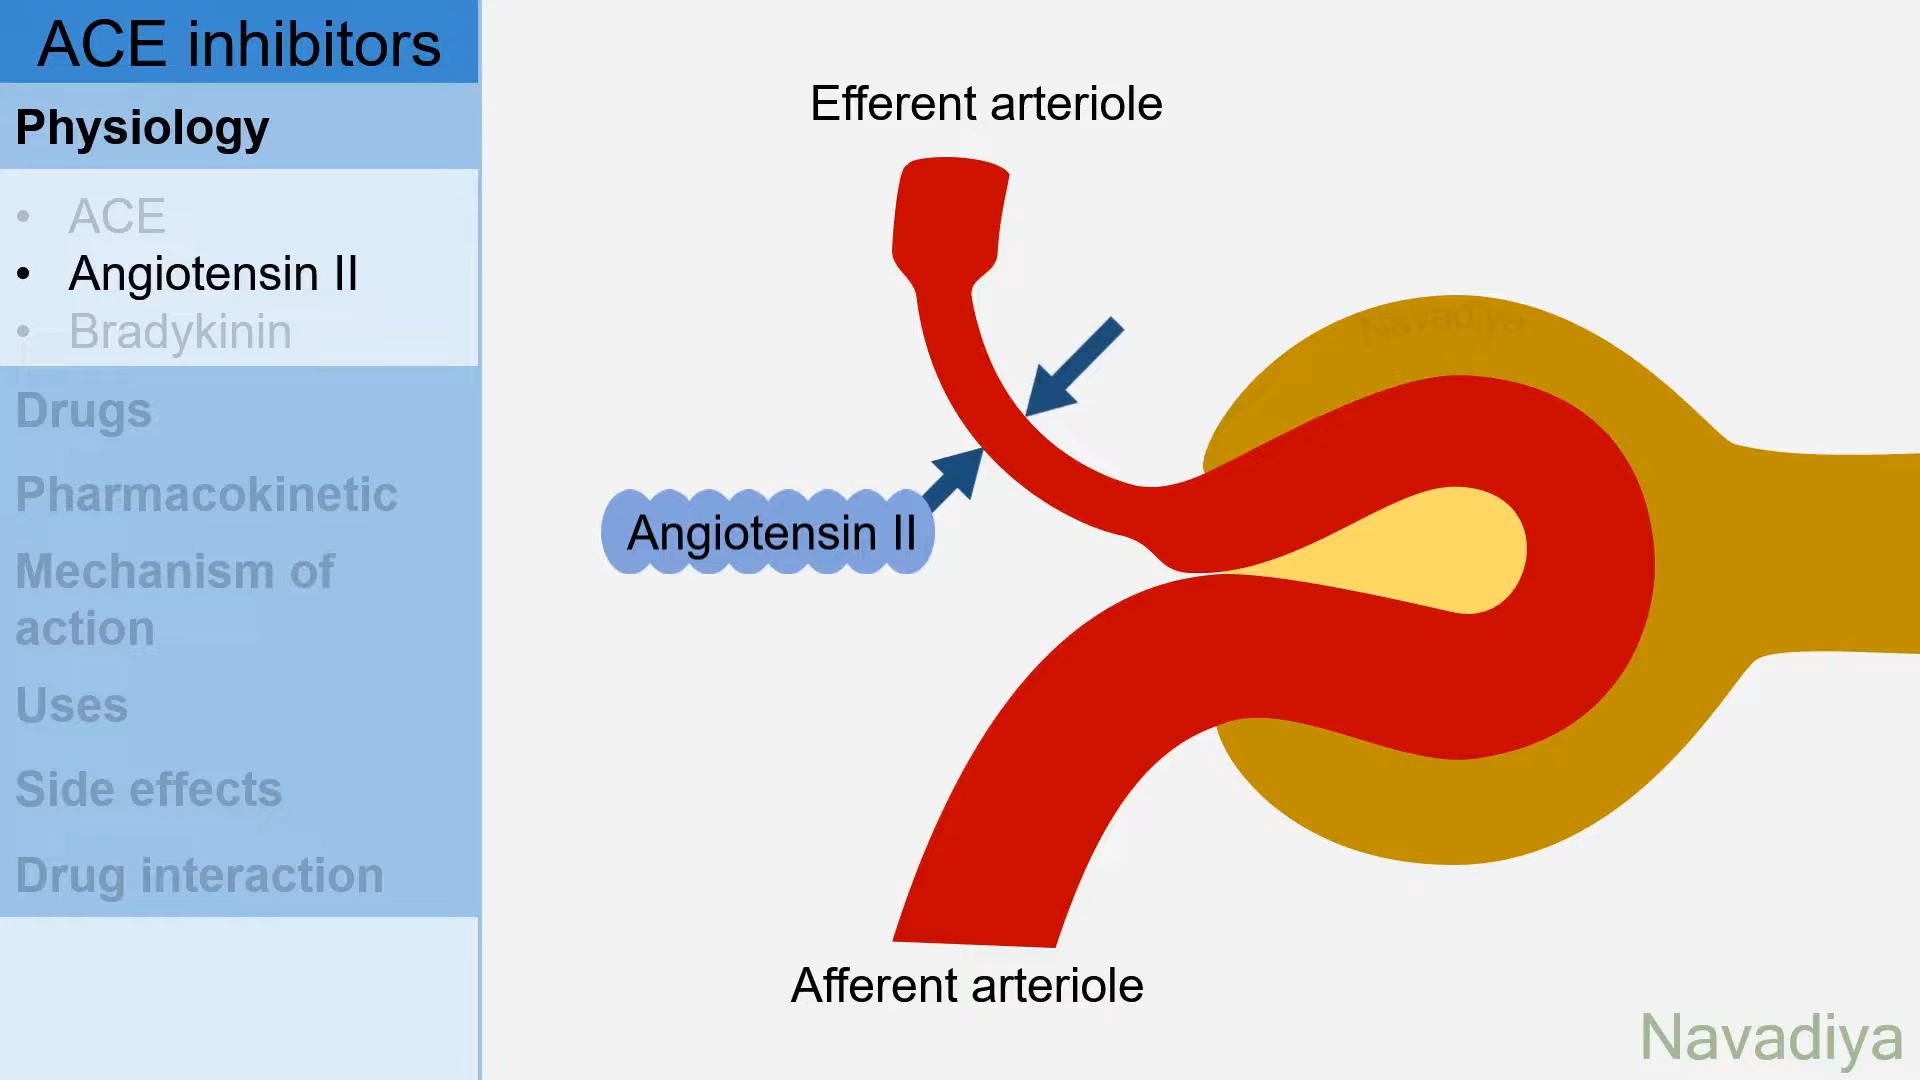 ACE inhibitors
Physiology
• ACE
• Angiotensin II
• Bradykinin
Drugs
Pharmacokinetic
Mechanism of
action
Uses
Side effects
Drug interaction
Efferent arteriole
Navadiya
Angiotensin II
Afferent arteriole
Navadiya